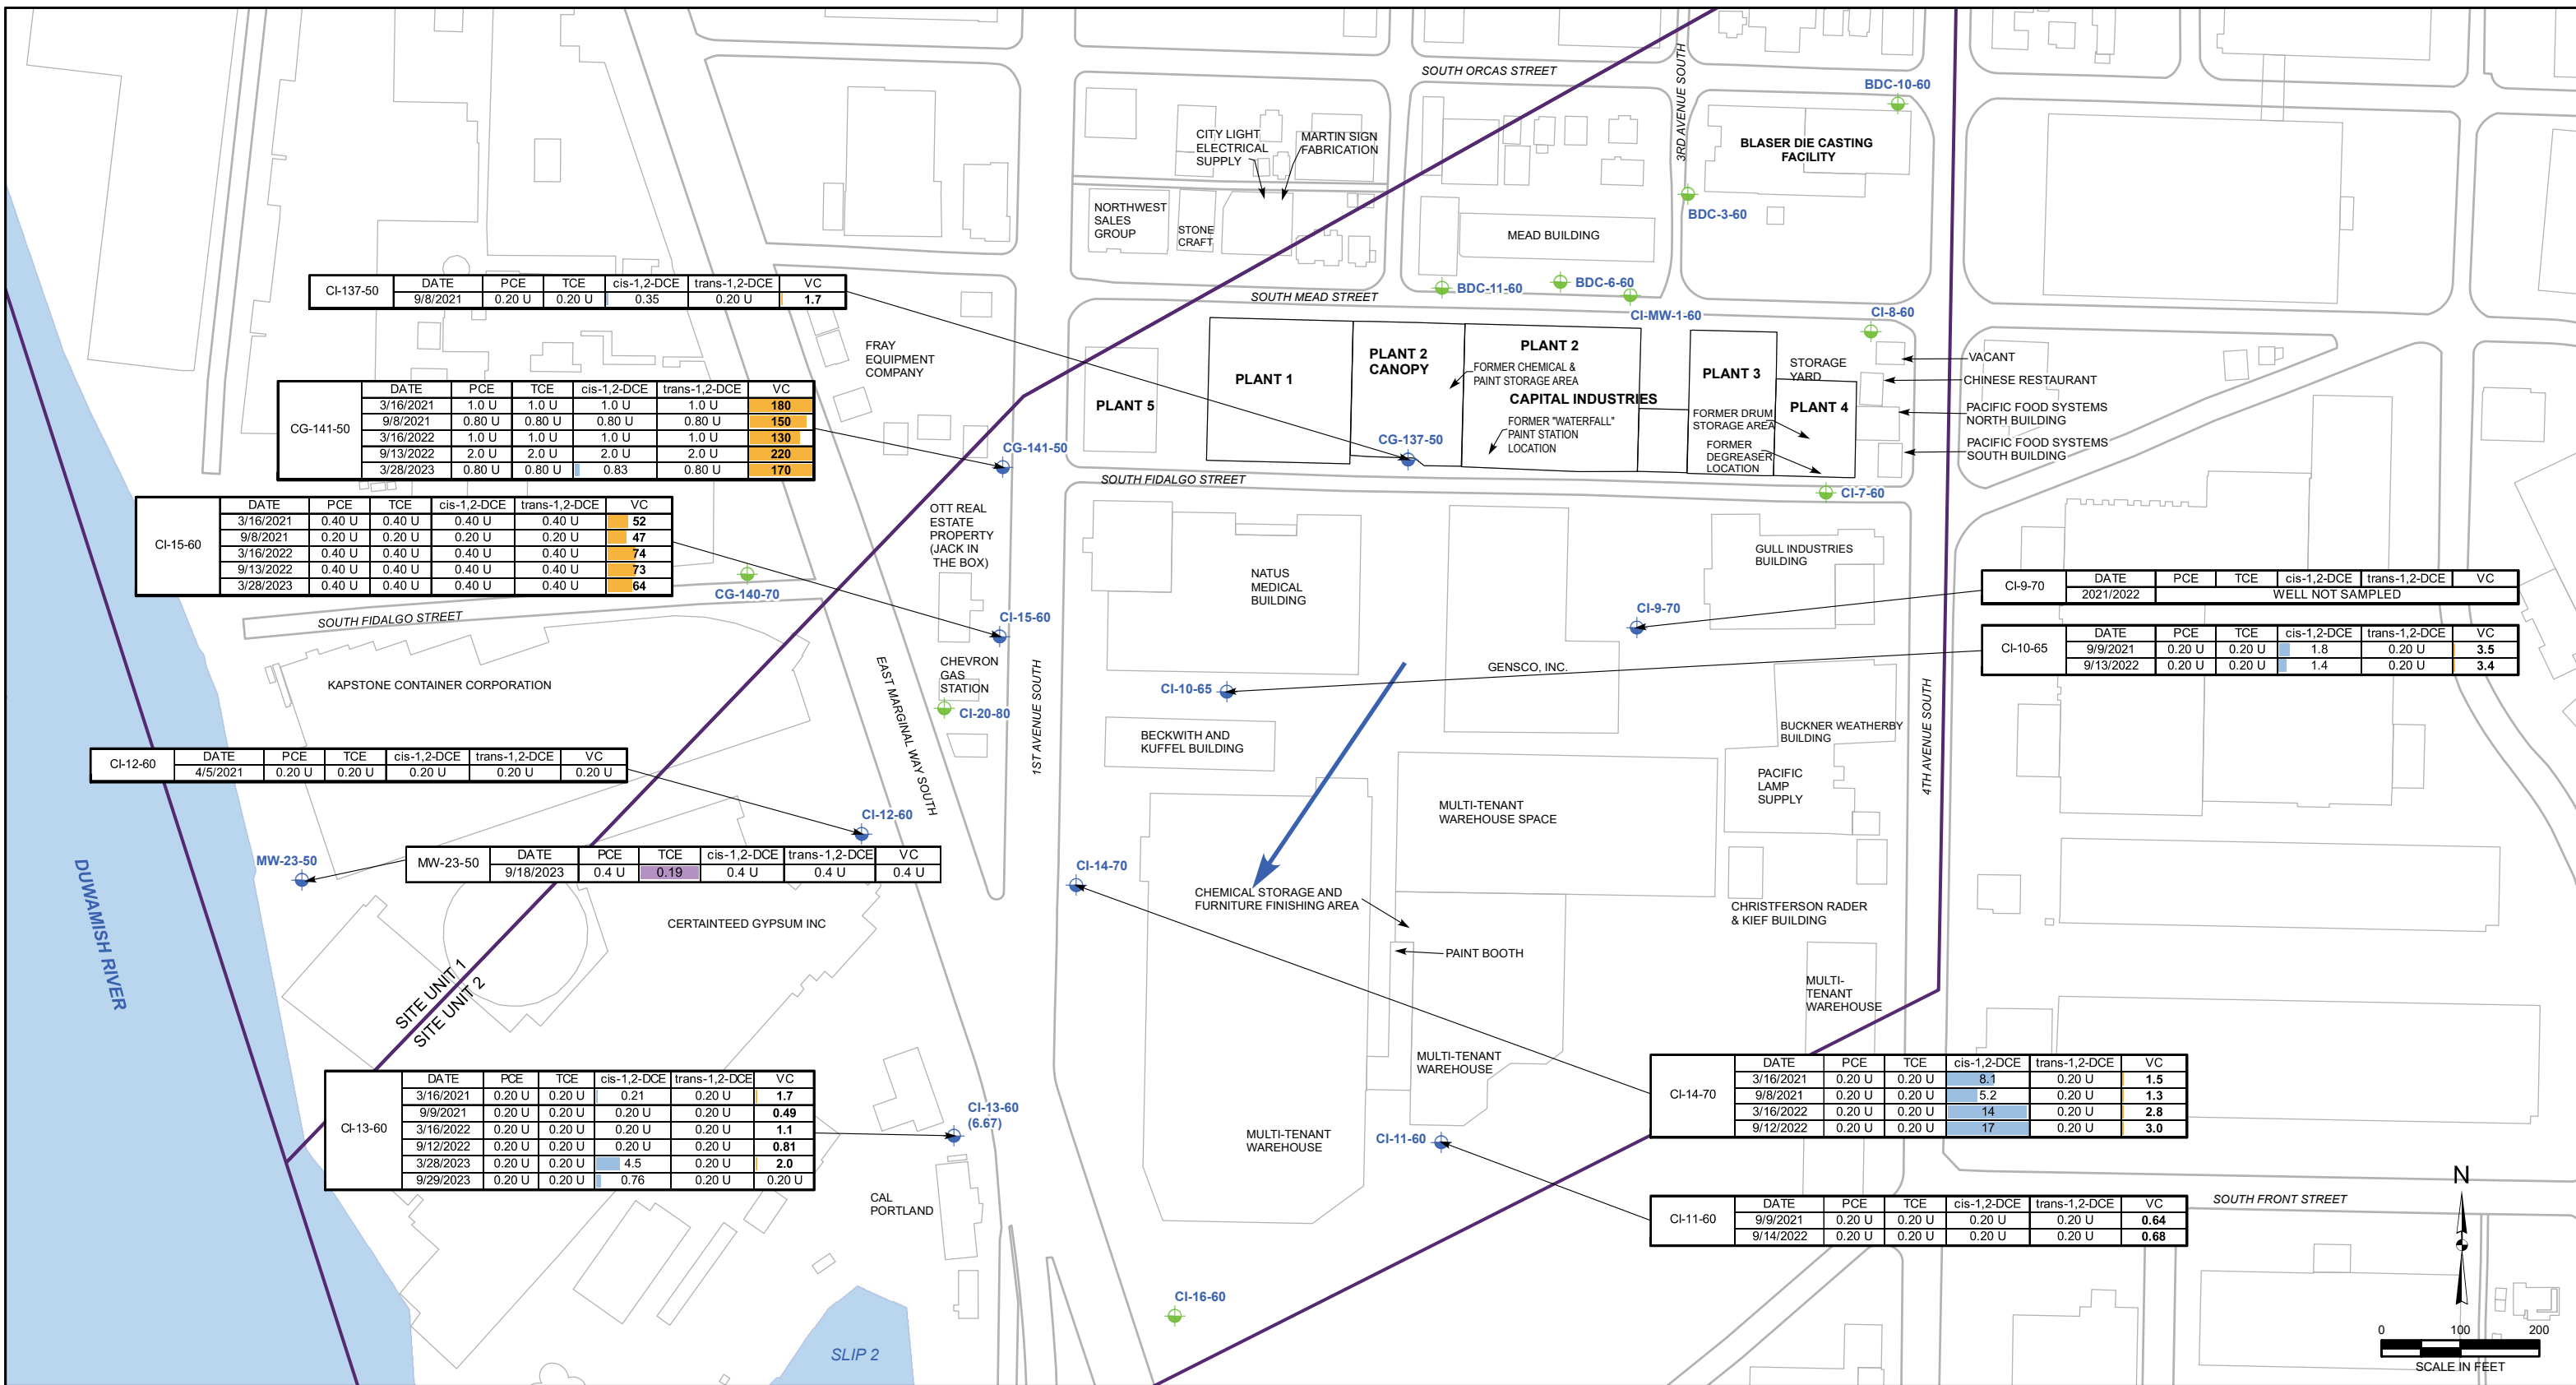 SOUTH ORCAS STREET
3RD AVENUE SOUTH
BDC-10-60
CITY LIGHT
ELECTRICAL
SUPPLY
MARTIN SIGN
FABRICATION
BLASER DIE CASTING
FACILITY
NORTHWEST
SALES
GROUP
STONE
CRAFT
BDC-3-60
MEAD BUILDING
CI-137-50
DATE PCE TCE cis-1,2-DCE trans-1,2-DCE VC
9/8/2021 0.20 U 0.20 U 0.35 0.20 U 1.7
SOUTH MEAD STREET
BDC-11-60
BDC-6-60
CI-MW-1-60
CI-8-60
FRAY
EQUIPMENT
COMPANY
PLANT 5
PLANT 1
PLANT 2
CANOPY
PLANT 2
FORMER CHEMICAL &
PAINT STORAGE AREA
CAPITAL INDUSTRIES
FORMER "WATERFALL"
PAINT STATION
LOCATION
PLANT 3
FORMER DRUM
STORAGE AREA
FORMER
DEGREASER
LOCATION
STORAGE
YARD
PLANT 4
VACANT
CHINESE RESTAURANT
PACIFIC FOOD SYSTEMS
NORTH BUILDING
PACIFIC FOOD SYSTEMS
SOUTH BUILDING
CG-141-50
DATE PCE TCE cis-1,2-DCE trans-1,2-DCE VC
3/16/2021 1.0 U 1.0 U 1.0 U 1.0 U 180
9/8/2021 0.80 U 0.80 U 0.80 U 0.80 U 150
3/16/2022 1.0 U 1.0 U 1.0 U 1.0 U 130
9/13/2022 2.0 U 2.0 U 2.0 U 2.0 U 220
3/28/2023 0.80 U 0.80 U 0.83 0.80 U 170
CG-141-50
CG-137-50
SOUTH FIDALGO STREET
CI-7-60
CI-15-60
DATE PCE TCE cis-1,2-DCE trans-1,2-DCE VC
3/16/2021 0.40 U 0.40 U 0.40 U 0.40 U 52
9/8/2021 0.20 U 0.20 U 0.20 U 0.20 U 47
3/16/2022 0.40 U 0.40 U 0.40 U 0.40 U 74
9/13/2022 0.40 U 0.40 U 0.40 U 0.40 U 73
3/28/2023 0.40 U 0.40 U 0.40 U 0.40 U 64
OTT REAL
ESTATE
PROPERTY
(JACK IN
THE BOX)
CG-140-70
SOUTH FIDALGO STREET
CI-15-60
NATUS
MEDICAL
BUILDING
GULL INDUSTRIES
BUILDING
CI-9-70
CI-9-70
DATE PCE TCE cis-1,2-DCE trans-1,2-DCE VC
2021/2022 WELL NOT SAMPLED
CI-10-65
DATE PCE TCE cis-1,2-DCE trans-1,2-DCE VC
9/9/2021 0.20 U 0.20 U 1.8 0.20 U 3.5
9/13/2022 0.20 U 0.20 U 1.4 0.20 U 3.4
GENSCO, INC.
CI-10-65
KAPSTONE CONTAINER CORPORATION
EAST MARGINAL WAY SOUTH
CHEVRON
GAS
STATION
CI-20-80
1ST AVENUE SOUTH
4TH AVENUE SOUTH
BECKWITH AND
KUFFEL BUILDING
BUCKNER WEATHERBY
BUILDING
PACIFIC
LAMP
SUPPLY
MULTI-TENANT
WAREHOUSE SPACE
CI-12-60
DATE PCE TCE cis-1,2-DCE trans-1,2-DCE VC
4/5/2021 0.20 U 0.20 U 0.20 U 0.20 U 0.20 U
CI-12-60
MW-23-50
MW-23-50
DATE PCE TCE cis-1,2-DCE trans-1,2-DCE VC
9/18/2023 0.4 U 0.19 0.4 U 0.4 U 0.4 U
CI-14-70
CHEMICAL STORAGE AND
FURNITURE FINISHING AREA
CHRISTFERSON RADER
& KIEF BUILDING
DUWAMISH RIVER
CERTAINTEED GYPSUM INC
PAINT BOOTH
SITE UNIT 1
SITE UNIT 2
MULTI-
TENANT
WAREHOUSE
MULTI-TENANT
WAREHOUSE
CI-14-70
DATE PCE TCE cis-1,2-DCE trans-1,2-DCE VC
3/16/2021 0.20 U 0.20 U 8.1 0.20 U 1.5
9/8/2021 0.20 U 0.20 U 5.2 0.20 U 1.3
3/16/2022 0.20 U 0.20 U 14 0.20 U 2.8
9/12/2022 0.20 U 0.20 U 17 0.20 U 3.0
CI-13-60
DATE PCE TCE cis-1,2-DCE trans-1,2-DCE VC
3/16/2021 0.20 U 0.20 U 0.21 0.20 U 1.7
9/9/2021 0.20 U 0.20 U 0.20 U 0.20 U 0.49
3/16/2022 0.20 U 0.20 U 0.20 U 0.20 U 1.1
9/12/2022 0.20 U 0.20 U 0.20 U 0.20 U 0.81
3/28/2023 0.20 U 0.20 U 4.5 0.20 U 2.0
9/29/2023 0.20 U 0.20 U 0.76 0.20 U 0.20 U
CI-13-60
(6.67)
MULTI-TENANT
WAREHOUSE
CI-11-60
CAL
PORTLAND
CI-11-60
DATE PCE TCE cis-1,2-DCE trans-1,2-DCE VC
9/9/2021 0.20 U 0.20 U 0.20 U 0.20 U 0.64
9/14/2022 0.20 U 0.20 U 0.20 U 0.20 U 0.68
SOUTH FRONT STREET
N
CI-16-60
SLIP 2
0 100 200
SCALE IN FEET